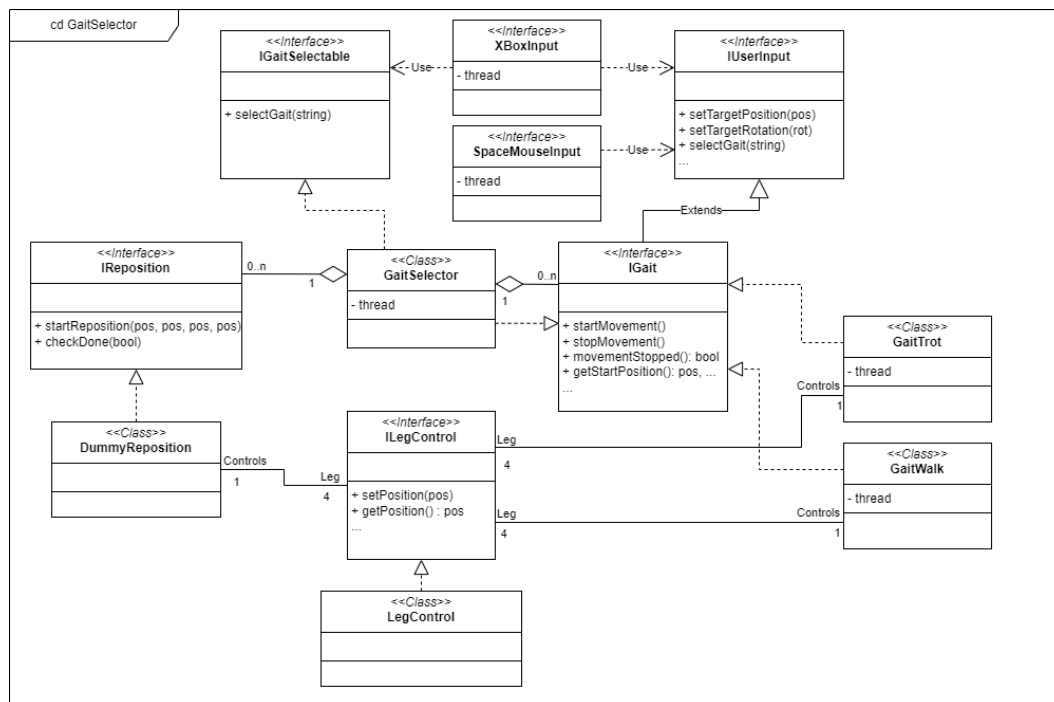 cd GaitSelector
<<Interface>>
IGaitSelectable
+ selectGait(string)
<<Interface>>
XBoxInput
- thread
<<Interface>>
IUserInput
+ setTargetPosition(pos)
+ setTargetRotation(rot)
+ selectGait(string)
...
Use
Use
<<Interface>>
SpaceMouseInput
- thread
Use
Extends
<<Interface>>
IReposition
+ startReposition(pos, pos, pos, pos)
+ checkDone(bool)
0..n
1
<<Class>>
GaitSelector
- thread
0..n
1
<<Interface>>
IGait
+ startMovement()
+ stopMovement()
+ movementStopped(): bool
+ getStartPosition(): pos, ...
...
<<Class>>
GaitTrot
- thread
Controls
1
<<Class>>
DummyReposition
Controls
1
Leg
4
<<Interface>>
ILegControl
+ setPosition(pos)
+ getPosition() : pos
...
Leg
4
Leg
4
<<Class>>
GaitWalk
- thread
Controls
1
<<Class>>
LegControl